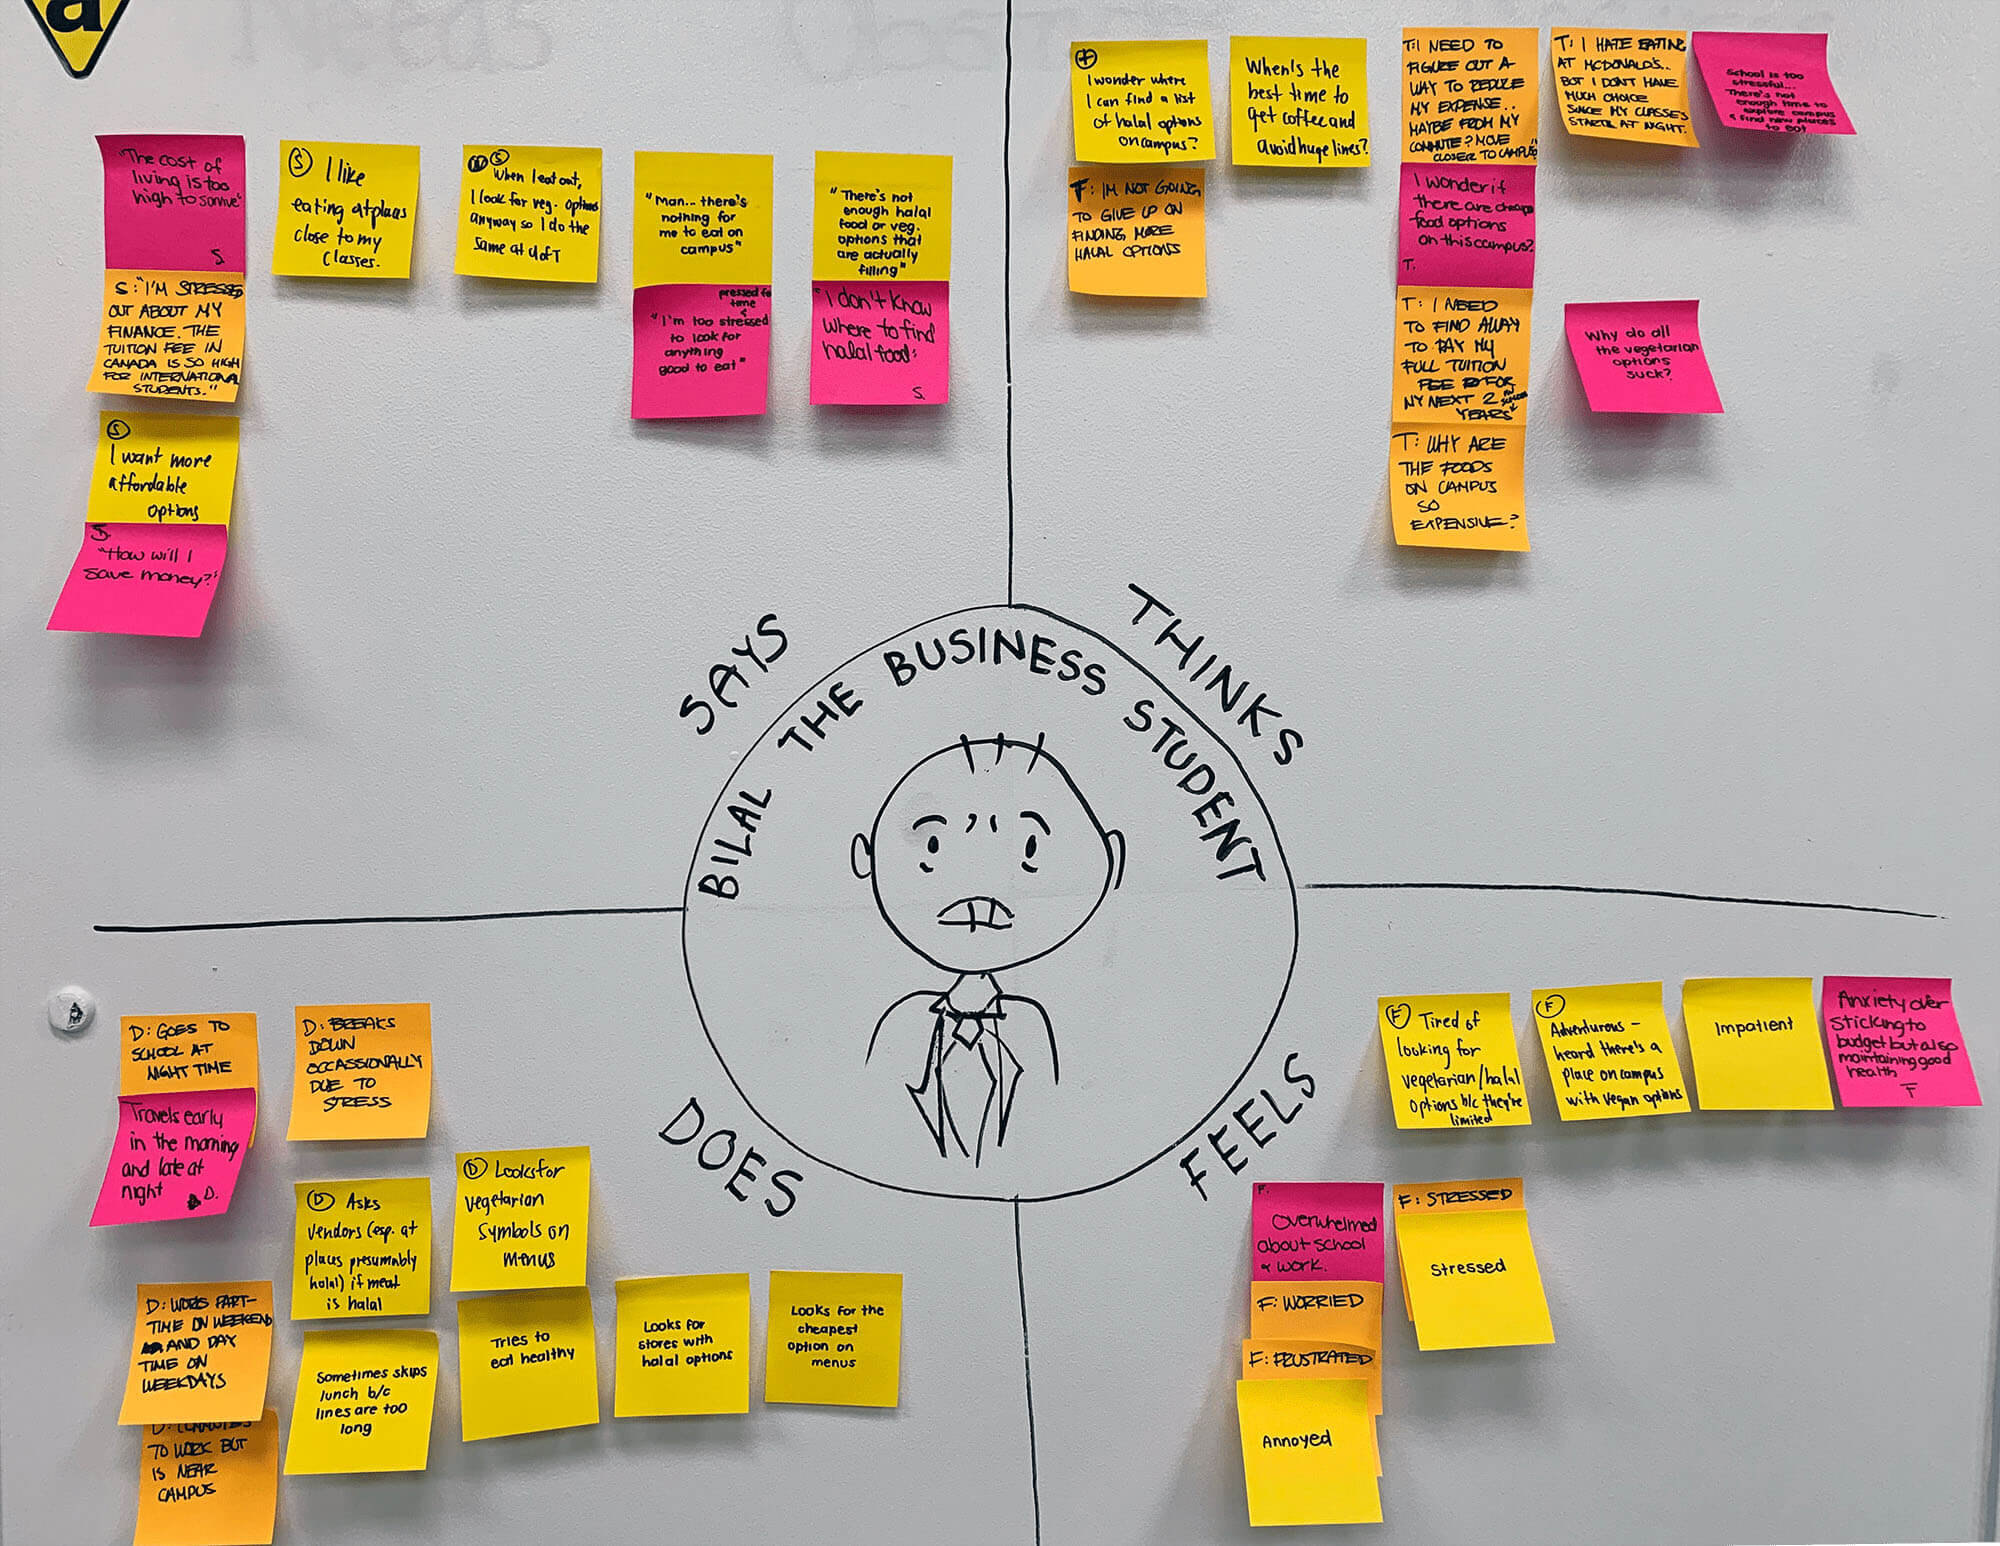 a
Needs
"The cost of
living is too
high to survive"
S.
S: "I'M STRESSED
OUT ABOUT MY
FINANCE. THE
TUITION FEE IN
CANADA IS SO HIGH
FOR INTERNATIONAL
STUDENTS."
S
I want more
affordable
options
S.
"How will I
save money?"
S I like
eating at places
close to my
classes.
S
When I eat out,
I look for veg. options
anyway so I do the
same at UofT
"Man... there's
nothing for
me to eat on
campus"
pressed for
time
"I'm too stressed
to look for
anything
good to eat"
"There's not
enough halal
food or veg.
options that
are actually
filling"
"I don't know
where to find
halal food"
S.
I wonder where
I can find a list
of halal options
on campus?
F: I'M NOT GOING
TO GIVE UP ON
FINDING MORE
HALAL OPTIONS
When's the
best time to
get coffee and
avoid huge lines?
T: I NEED TO
FIGURE OUT A
WAY TO REDUCE
MY EXPENSE..
MAYBE FROM MY
COMMUTE? MOVE
CLOSER TO CAMPUS?
I wonder if
there are cheaper
food options
on this campus?
T.
T: I NEED
TO FIND A WAY
TO PAY MY
FULL TUITION
FEE FOR
MY NEXT 2
YEARS
T: WHY ARE
THE FOODS
ON CAMPUS
SO
EXPENSIVE?
T: I HATE EATING
AT MCDONALD'S..
BUT I DON'T HAVE
MUCH CHOICE
SINCE MY CLASSES
STARTS AT NIGHT.
School is too
stressful...
There's not
enough time to
explore campus
& find new places
to eat
Why do all
the vegetarian
options
suck?
SAYS
THINKS
BILAL THE BUSINESS STUDENT
DOES
FEELS
D: GOES TO
SCHOOL AT
NIGHT TIME
Travels early
in the morning
and late at
night
D.
D: WORKS PART-
TIME ON WEEKEND
AND DAY
TIME ON
WEEKDAYS
D: COMMUTES
TO WORK BUT
IS NEAR
CAMPUS
D: BREAKS
DOWN
OCCASSIONALLY
DUE TO
STRESS
D Asks
vendors (esp. at
places presumably
halal) if meat
is halal
Sometimes skips
lunch b/c
lines are too
long
D Looks for
vegetarian
symbols on
menus
Tries to
eat healthy
Looks for
stores with
halal options
Looks for the
cheapest
option on
menus
F Tired of
looking for
vegetarian/halal
options b/c they're
limited
F
Adventurous -
heard there's a
place on campus
with vegan options
Impatient
Anxiety over
sticking to
budget but also
maintaining good
health
F
F.
Overwhelmed
about school
& work.
F: WORRIED
F: FRUSTRATED
Annoyed
F: STRESSED
Stressed